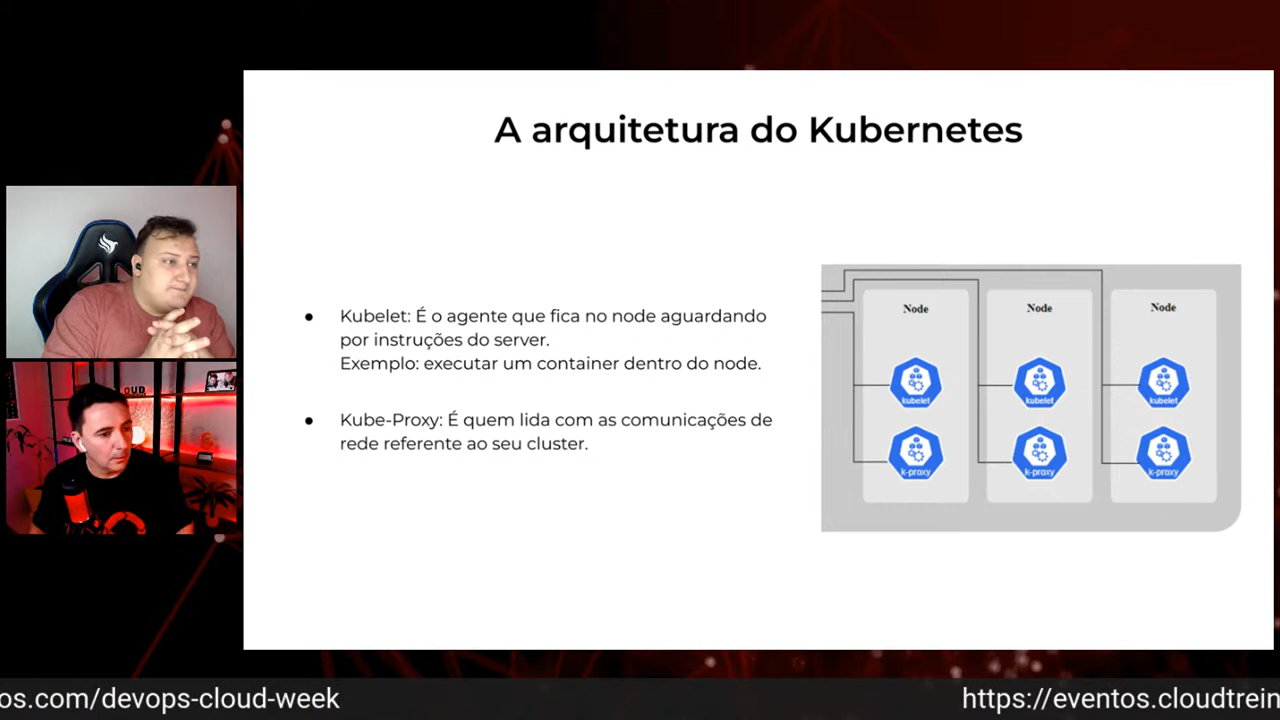 A arquitetura do Kubernetes
● Kubelet: É o agente que fica no node aguardando
por instruções do server.
Exemplo: executar um container dentro do node.
● Kube-Proxy: É quem lida com as comunicações de
rede referente ao seu cluster.
Node
Node
Node
kubelet
kubelet
kubelet
k-proxy
k-proxy
k-proxy
OUD
os.com/devops-cloud-week
https://eventos.cloudtrein